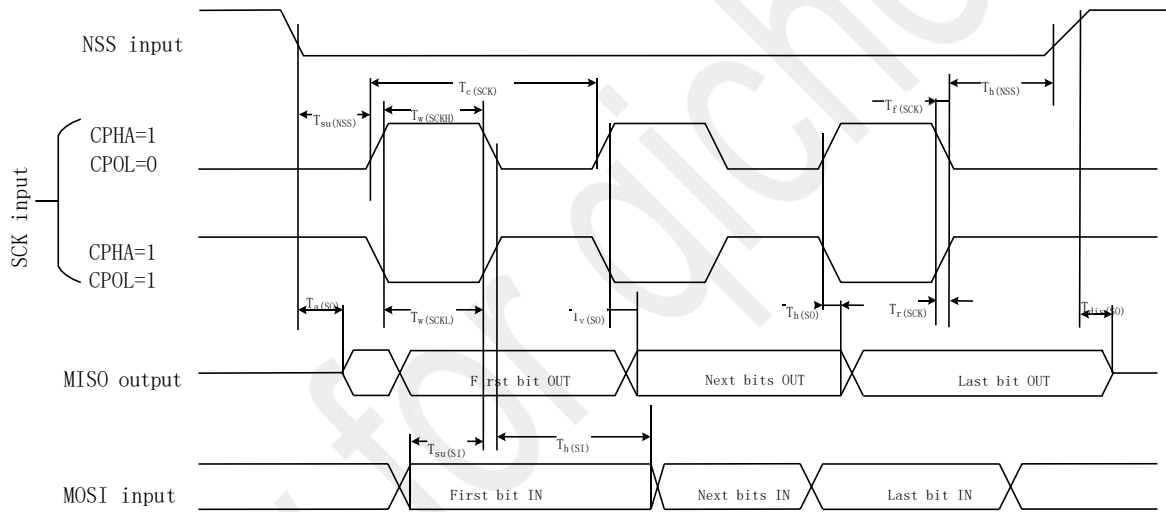 NSS input
Tc(SCK)
Th(NSS)
Tsu(NSS)
Tw(SCKH)
Tf(SCK)
SCK input
CPHA=1
CPOL=0
CPHA=1
CPOL=1
Ta(SO)
Tw(SCKL)
Tv(SO)
Th(SO)
Tr(SCK)
Tdis(SO)
MISO output
First bit OUT
Next bits OUT
Last bit OUT
Tsu(SI)
Th(SI)
MOSI input
First bit IN
Next bits IN
Last bit IN